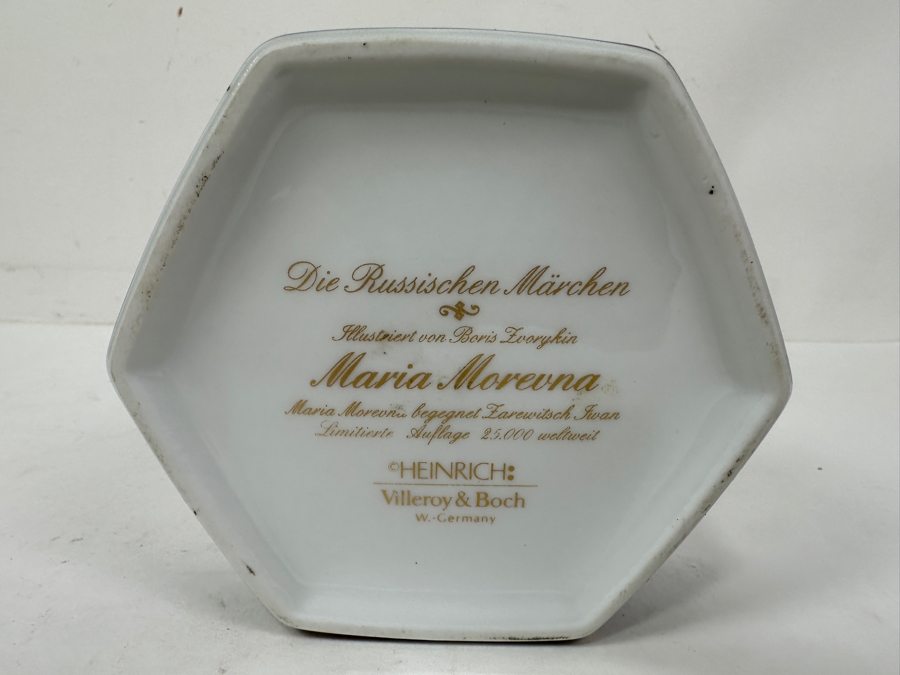 Die Russischen Märchen
Illustriert von Boris Zvorykin
Maria Morevna
Maria Morevna begegnet Zarewitsch Iwan
Limitierte Auflage 25.000 weltweit
©HEINRICH:
Villeroy & Boch
W.-Germany